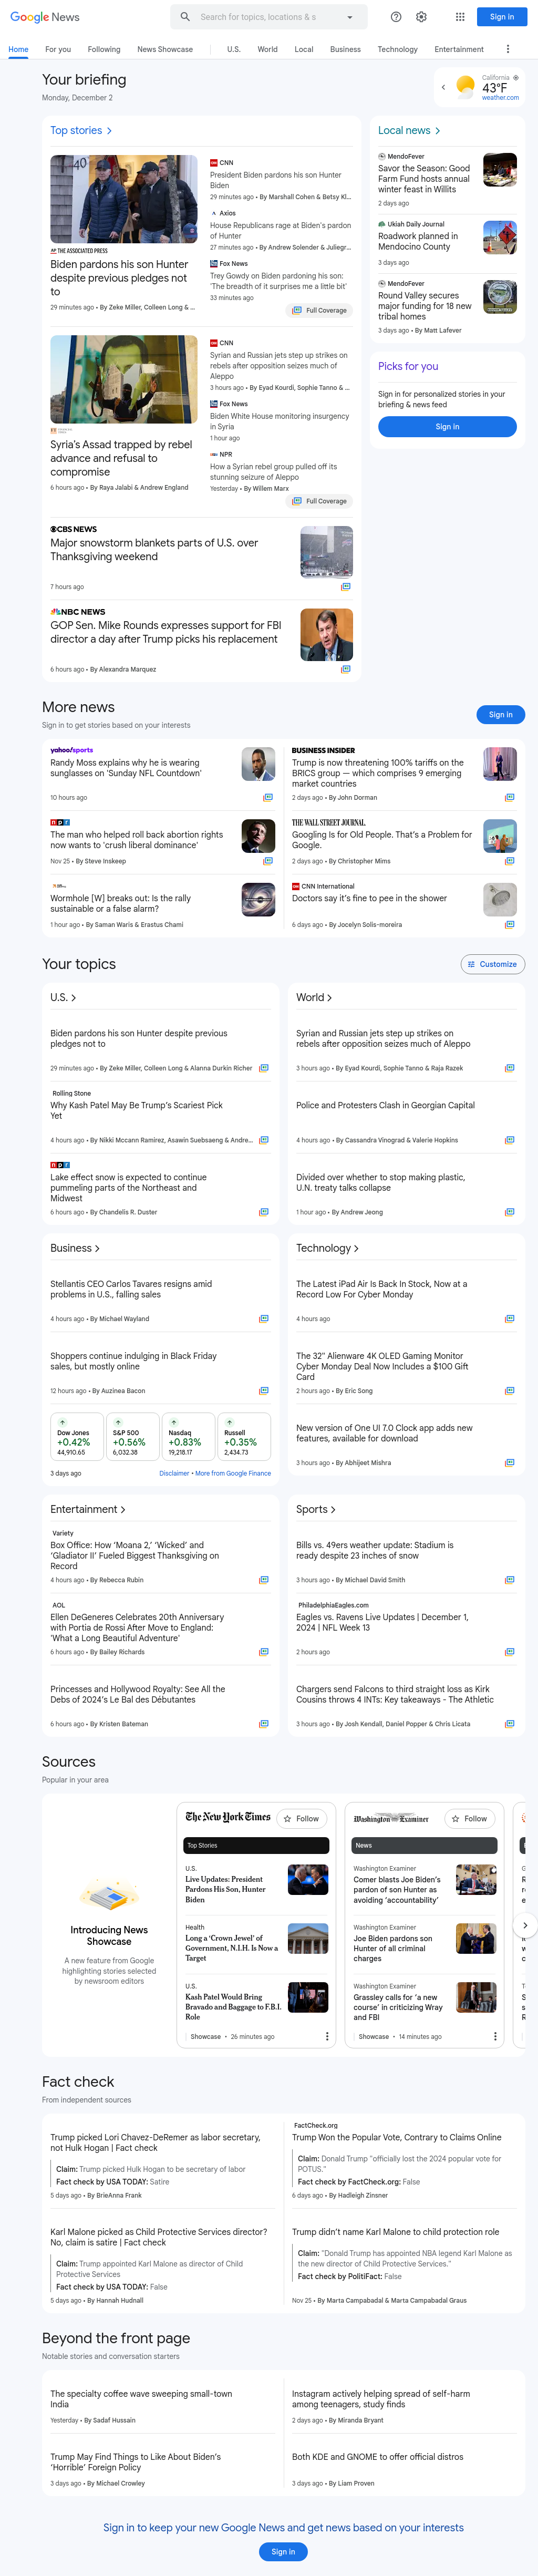 Google News
Search for topics, locations & s
Sign in
Home
For you
Following
News Showcase
U.S.
World
Local
Business
Technology
Entertainment
Your briefing
Monday, December 2
California
43°F
weather.com
Top stories
THE ASSOCIATED PRESS
Biden pardons his son Hunter
despite previous pledges not
to
29 minutes ago • By Zeke Miller, Colleen Long & ...
CNN
President Biden pardons his son Hunter
Biden
29 minutes ago • By Marshall Cohen & Betsy Kl...
Axios
House Republicans rage at Biden's pardon
of Hunter
27 minutes ago • By Andrew Solender & Juliegr...
Fox News
Trey Gowdy on Biden pardoning his son:
'The breadth of it surprises me a little bit'
33 minutes ago
Full Coverage
Syria's Assad trapped by rebel
advance and refusal to
compromise
6 hours ago • By Raya Jalabi & Andrew England
CNN
Syrian and Russian jets step up strikes on
rebels after opposition seizes much of
Aleppo
3 hours ago • By Eyad Kourdi, Sophie Tanno & ...
Fox News
Biden White House monitoring insurgency
in Syria
1 hour ago
NPR
How a Syrian rebel group pulled off its
stunning seizure of Aleppo
Yesterday • By Willem Marx
Full Coverage
CBS NEWS
Major snowstorm blankets parts of U.S. over
Thanksgiving weekend
7 hours ago
NBC NEWS
GOP Sen. Mike Rounds expresses support for FBI
director a day after Trump picks his replacement
6 hours ago • By Alexandra Marquez
Local news
MendoFever
Savor the Season: Good
Farm Fund hosts annual
winter feast in Willits
2 days ago
Ukiah Daily Journal
Roadwork planned in
Mendocino County
3 days ago
MendoFever
Round Valley secures
major funding for 18 new
tribal homes
3 days ago • By Matt Lafever
Picks for you
Sign in for personalized stories in your
briefing & news feed
Sign in
More news
Sign in to get stories based on your interests
Sign in
yahoo/sports
Randy Moss explains why he is wearing
sunglasses on 'Sunday NFL Countdown'
10 hours ago
npr
The man who helped roll back abortion rights
now wants to 'crush liberal dominance'
Nov 25 • By Steve Inskeep
Wormhole [W] breaks out: Is the rally
sustainable or a false alarm?
1 hour ago • By Saman Waris & Erastus Chami
BUSINESS INSIDER
Trump is now threatening 100% tariffs on the
BRICS group — which comprises 9 emerging
market countries
2 days ago • By John Dorman
THE WALL STREET JOURNAL.
Googling Is for Old People. That's a Problem for
Google.
2 days ago • By Christopher Mims
CNN International
Doctors say it's fine to pee in the shower
6 days ago • By Jocelyn Solis-moreira
Your topics
Customize
U.S.
Biden pardons his son Hunter despite previous
pledges not to
29 minutes ago • By Zeke Miller, Colleen Long & Alanna Durkin Richer
Rolling Stone
Why Kash Patel May Be Trump's Scariest Pick
Yet
4 hours ago • By Nikki Mccann Ramirez, Asawin Suebsaeng & Andre...
npr
Lake effect snow is expected to continue
pummeling parts of the Northeast and
Midwest
6 hours ago • By Chandelis R. Duster
World
Syrian and Russian jets step up strikes on
rebels after opposition seizes much of Aleppo
3 hours ago • By Eyad Kourdi, Sophie Tanno & Raja Razek
Police and Protesters Clash in Georgian Capital
4 hours ago • By Cassandra Vinograd & Valerie Hopkins
Divided over whether to stop making plastic,
U.N. treaty talks collapse
1 hour ago • By Andrew Jeong
Business
Stellantis CEO Carlos Tavares resigns amid
problems in U.S., falling sales
4 hours ago • By Michael Wayland
Shoppers continue indulging in Black Friday
sales, but mostly online
12 hours ago • By Auzinea Bacon
Dow Jones
+0.42%
44,910.65
S&P 500
+0.56%
6,032.38
Nasdaq
+0.83%
19,218.17
Russell
+0.35%
2,434.73
3 days ago
Disclaimer • More from Google Finance
Technology
The Latest iPad Air Is Back In Stock, Now at a
Record Low For Cyber Monday
4 hours ago
The 32" Alienware 4K OLED Gaming Monitor
Cyber Monday Deal Now Includes a $100 Gift
Card
2 hours ago • By Eric Song
New version of One UI 7.0 Clock app adds new
features, available for download
3 hours ago • By Abhijeet Mishra
Entertainment
Variety
Box Office: How 'Moana 2,' 'Wicked' and
'Gladiator II' Fueled Biggest Thanksgiving on
Record
4 hours ago • By Rebecca Rubin
AOL
Ellen DeGeneres Celebrates 20th Anniversary
with Portia de Rossi After Move to England:
'What a Long Beautiful Adventure'
6 hours ago • By Bailey Richards
Princesses and Hollywood Royalty: See All the
Debs of 2024's Le Bal des Débutantes
6 hours ago • By Kristen Bateman
Sports
Bills vs. 49ers weather update: Stadium is
ready despite 23 inches of snow
3 hours ago • By Michael David Smith
PhiladelphiaEagles.com
Eagles vs. Ravens Live Updates | December 1,
2024 | NFL Week 13
2 hours ago
Chargers send Falcons to third straight loss as Kirk
Cousins throws 4 INTs: Key takeaways - The Athletic
3 hours ago • By Josh Kendall, Daniel Popper & Chris Licata
Sources
Popular in your area
Introducing News
Showcase
A new feature from Google
highlighting stories selected
by newsroom editors
The New York Times
Follow
Top Stories
U.S.
Live Updates: President
Pardons His Son, Hunter
Biden
Health
Long a 'Crown Jewel' of
Government, N.I.H. Is Now a
Target
U.S.
Kash Patel Would Bring
Bravado and Baggage to F.B.I.
Role
Showcase • 26 minutes ago
Washington Examiner
Follow
News
Washington Examiner
Comer blasts Joe Biden's
pardon of son Hunter as
avoiding 'accountability'
Washington Examiner
Joe Biden pardons son
Hunter of all criminal
charges
Washington Examiner
Grassley calls for 'a new
course' in criticizing Wray
and FBI
Showcase • 14 minutes ago
Fact check
From independent sources
Trump picked Lori Chavez-DeRemer as labor secretary,
not Hulk Hogan | Fact check
Claim: Trump picked Hulk Hogan to be secretary of labor
Fact check by USA TODAY: Satire
5 days ago • By BrieAnna Frank
Karl Malone picked as Child Protective Services director?
No, claim is satire | Fact check
Claim: Trump appointed Karl Malone as director of Child
Protective Services
Fact check by USA TODAY: False
5 days ago • By Hannah Hudnall
FactCheck.org
Trump Won the Popular Vote, Contrary to Claims Online
Claim: Donald Trump "officially lost the 2024 popular vote for
POTUS."
Fact check by FactCheck.org: False
6 days ago • By Hadleigh Zinsner
Trump didn't name Karl Malone to child protection role
Claim: "Donald Trump has appointed NBA legend Karl Malone as
the new director of Child Protective Services."
Fact check by PolitiFact: False
Nov 25 • By Marta Campabadal & Marta Campabadal Graus
Beyond the front page
Notable stories and conversation starters
The specialty coffee wave sweeping small-town
India
Yesterday • By Sadaf Hussain
Trump May Find Things to Like About Biden's
'Horrible' Foreign Policy
3 days ago • By Michael Crowley
Instagram actively helping spread of self-harm
among teenagers, study finds
2 days ago • By Miranda Bryant
Both KDE and GNOME to offer official distros
3 days ago • By Liam Proven
Sign in to keep your new Google News and get news based on your interests
Sign in